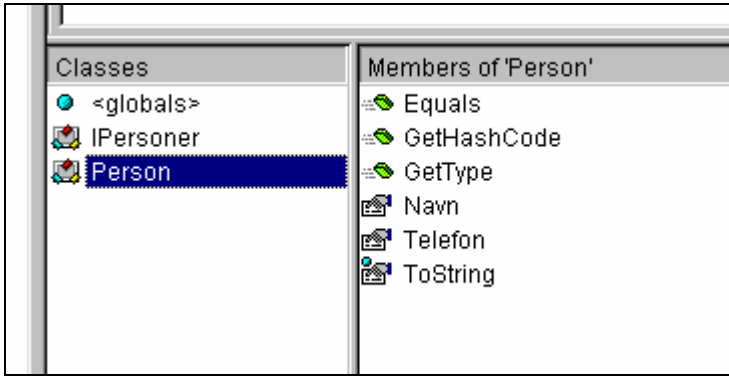 Classes
<globals>
IPersoner
Person
Members of 'Person'
Equals
GetHashCode
GetType
Navn
Telefon
ToString